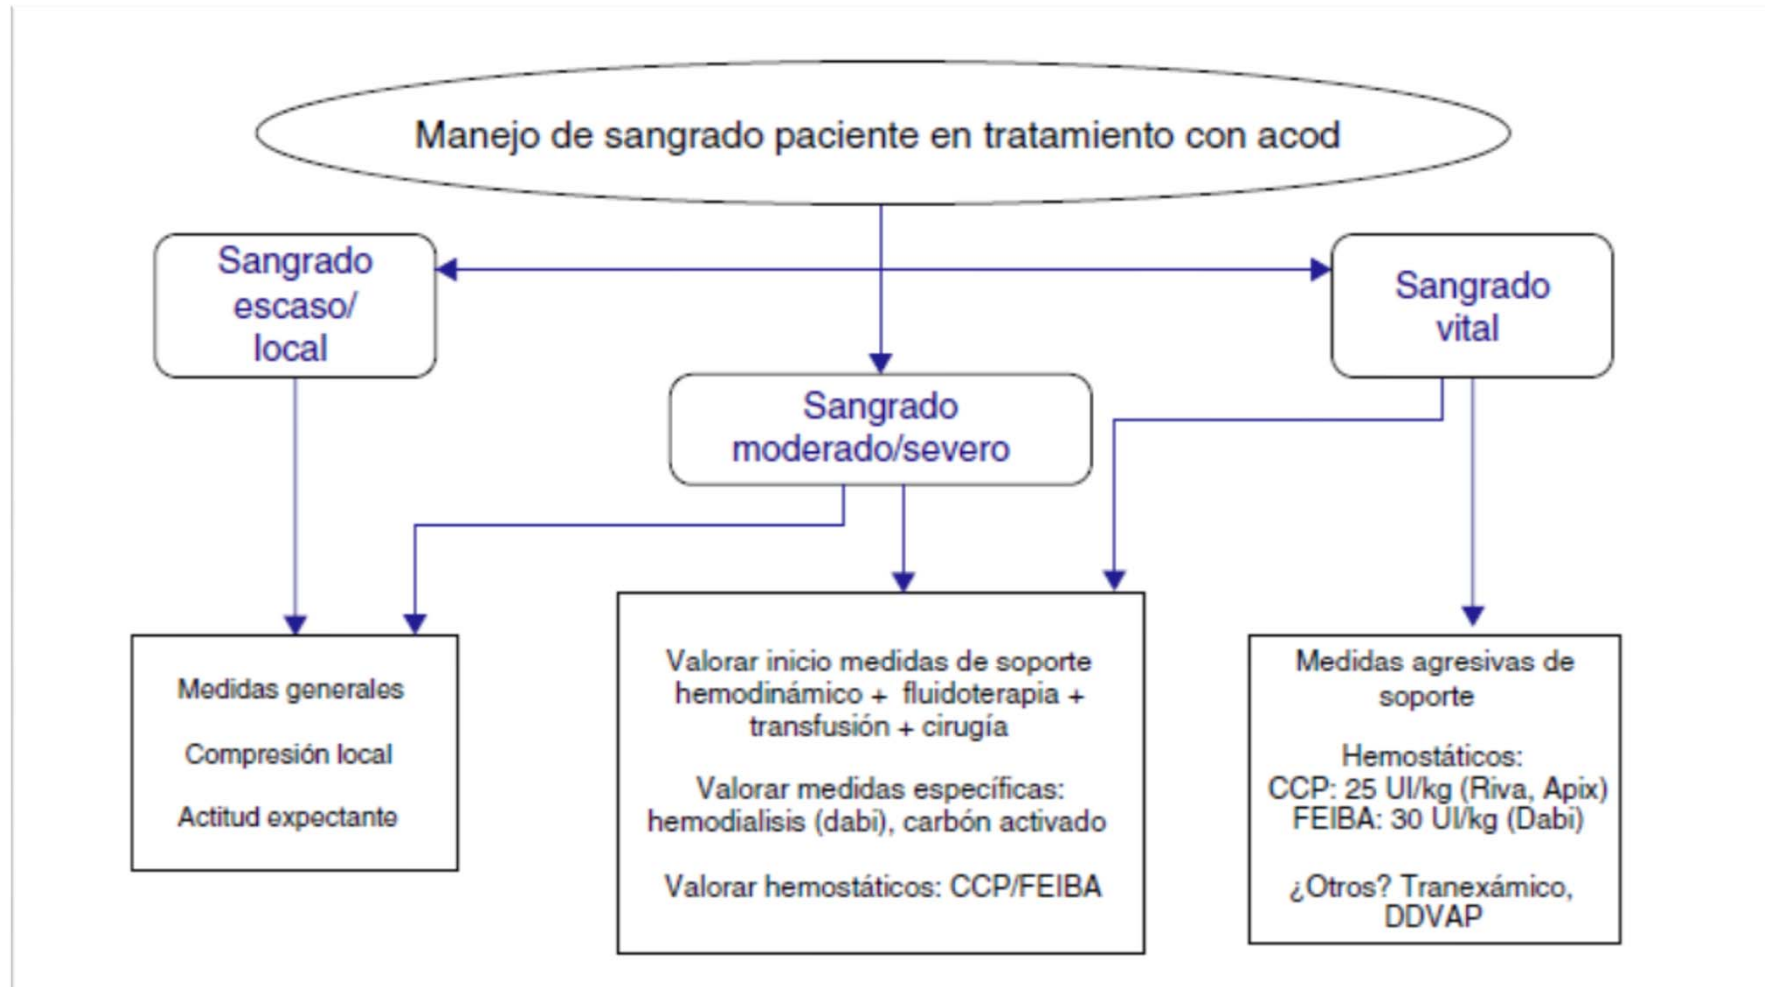 Manejo de sangrado paciente en tratamiento con acod
Sangrado
escaso/
local
Sangrado
vital
Sangrado
moderado/severo
Medidas generales
Compresión local
Actitud expectante
Valorar inicio medidas de soporte
hemodinámico + fluidoterapia +
transfusión + cirugía
Valorar medidas específicas:
hemodialisis (dabi), carbón activado
Valorar hemostáticos: CCP/FEIBA
Medidas agresivas de
soporte
Hemostáticos:
CCP: 25 UI/kg (Riva, Apix)
FEIBA: 30 UI/kg (Dabi)
¿Otros? Tranexámico,
DDVAP